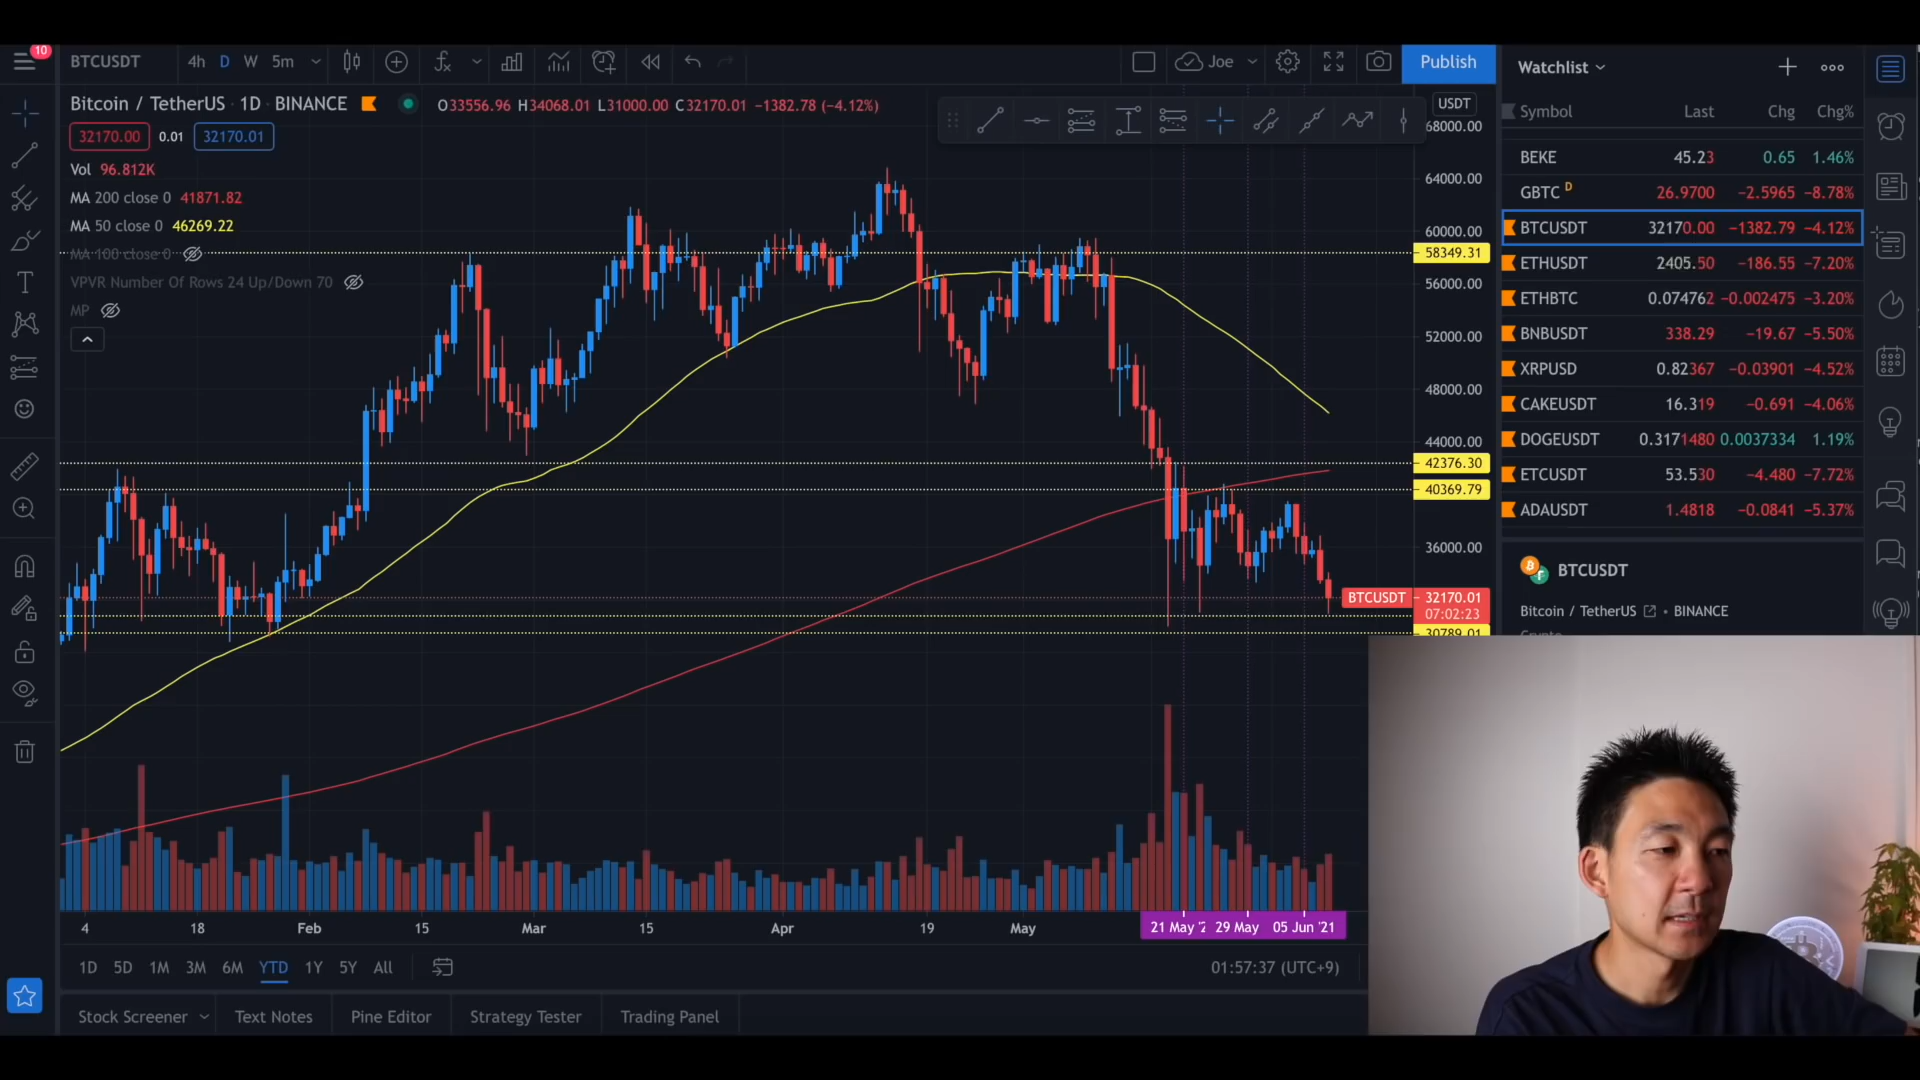 10
BTCUSDT 4h D W 5m Joe Publish
Bitcoin / TetherUS · 1D · BINANCE O33556.96 H34068.01 L31000.00 C32170.01 −1382.78 (−4.12%)
32170.00 0.01 32170.01
Vol 96.812K
MA 200 close 0 41871.82
MA 50 close 0 46269.22
MA 100 close 0
VPVR Number Of Rows 24 Up/Down 70
MP
USDT
68000.00
64000.00
60000.00
58349.31
56000.00
52000.00
48000.00
44000.00
42376.30
40369.79
36000.00
BTCUSDT 32170.01
07:02:23
30789.01
4 18 Feb 15 Mar 15 Apr 19 May 21 May '2 29 May 05 Jun '21
1D 5D 1M 3M 6M YTD 1Y 5Y All 01:57:37 (UTC+9)
Stock Screener Text Notes Pine Editor Strategy Tester Trading Panel
Watchlist
Symbol Last Chg Chg%
BEKE 45.23 0.65 1.46%
GBTC D 26.9700 −2.5965 −8.78%
BTCUSDT 32170.00 −1382.79 −4.12%
ETHUSDT 2405.50 −186.55 −7.20%
ETHBTC 0.074762 −0.002475 −3.20%
BNBUSDT 338.29 −19.67 −5.50%
XRPUSD 0.82367 −0.03901 −4.52%
CAKEUSDT 16.319 −0.691 −4.06%
DOGEUSDT 0.3171480 0.0037334 1.19%
ETCUSDT 53.530 −4.480 −7.72%
ADAUSDT 1.4818 −0.0841 −5.37%
BTCUSDT
Bitcoin / TetherUS • BINANCE
Crypto